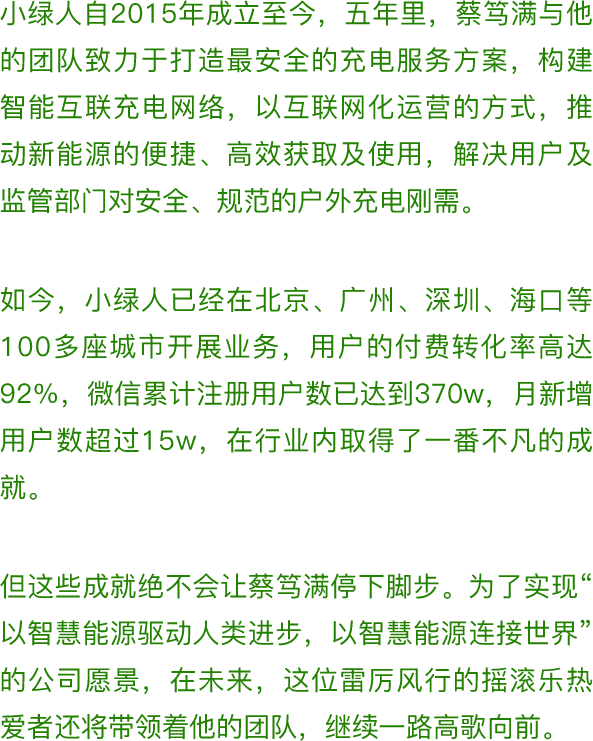 小绿人自2015年成立至今，五年里，蔡笃满与他
的团队致力于打造最安全的充电服务方案，构建
智能互联充电网络，以互联网化运营的方式，推
动新能源的便捷、高效获取及使用，解决用户及
监管部门对安全、规范的户外充电刚需。
如今，小绿人已经在北京、广州、深圳、海口等
100多座城市开展业务，用户的付费转化率高达
92%，微信累计注册用户数已达到370w，月新增
用户数超过15w，在行业内取得了一番不凡的成
就。
但这些成就绝不会让蔡笃满停下脚步。为了实现“
以智慧能源驱动人类进步，以智慧能源连接世界”
的公司愿景，在未来，这位雷厉风行的摇滚乐热
爱者还将带领着他的团队，继续一路高歌向前。